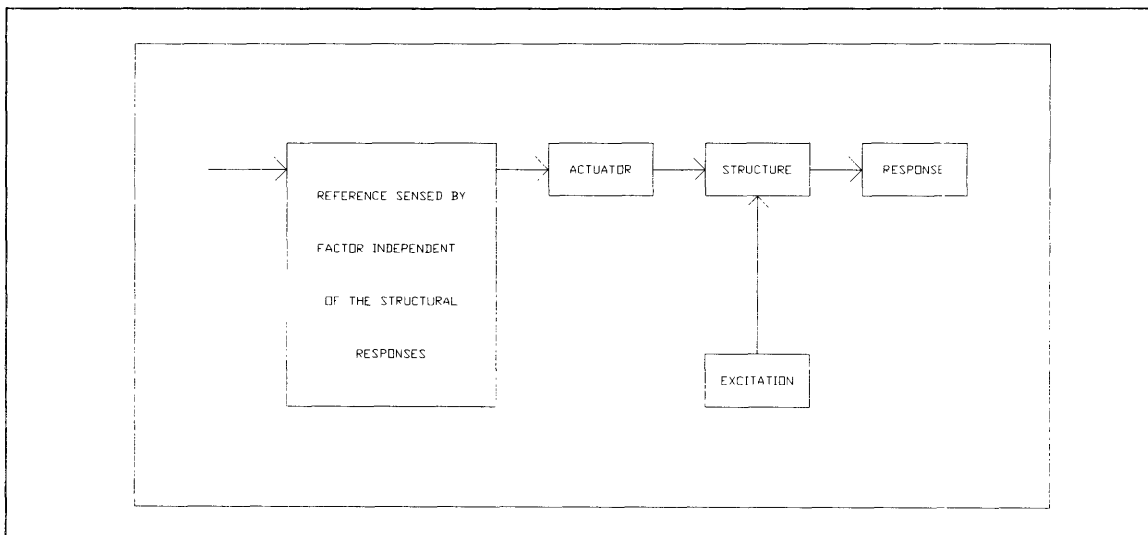 REFERENCE SENSED BY
FACTOR INDEPENDENT
OF THE STRUCTURAL
RESPONSES
ACTUATOR
STRUCTURE
RESPONSE
EXCITATION